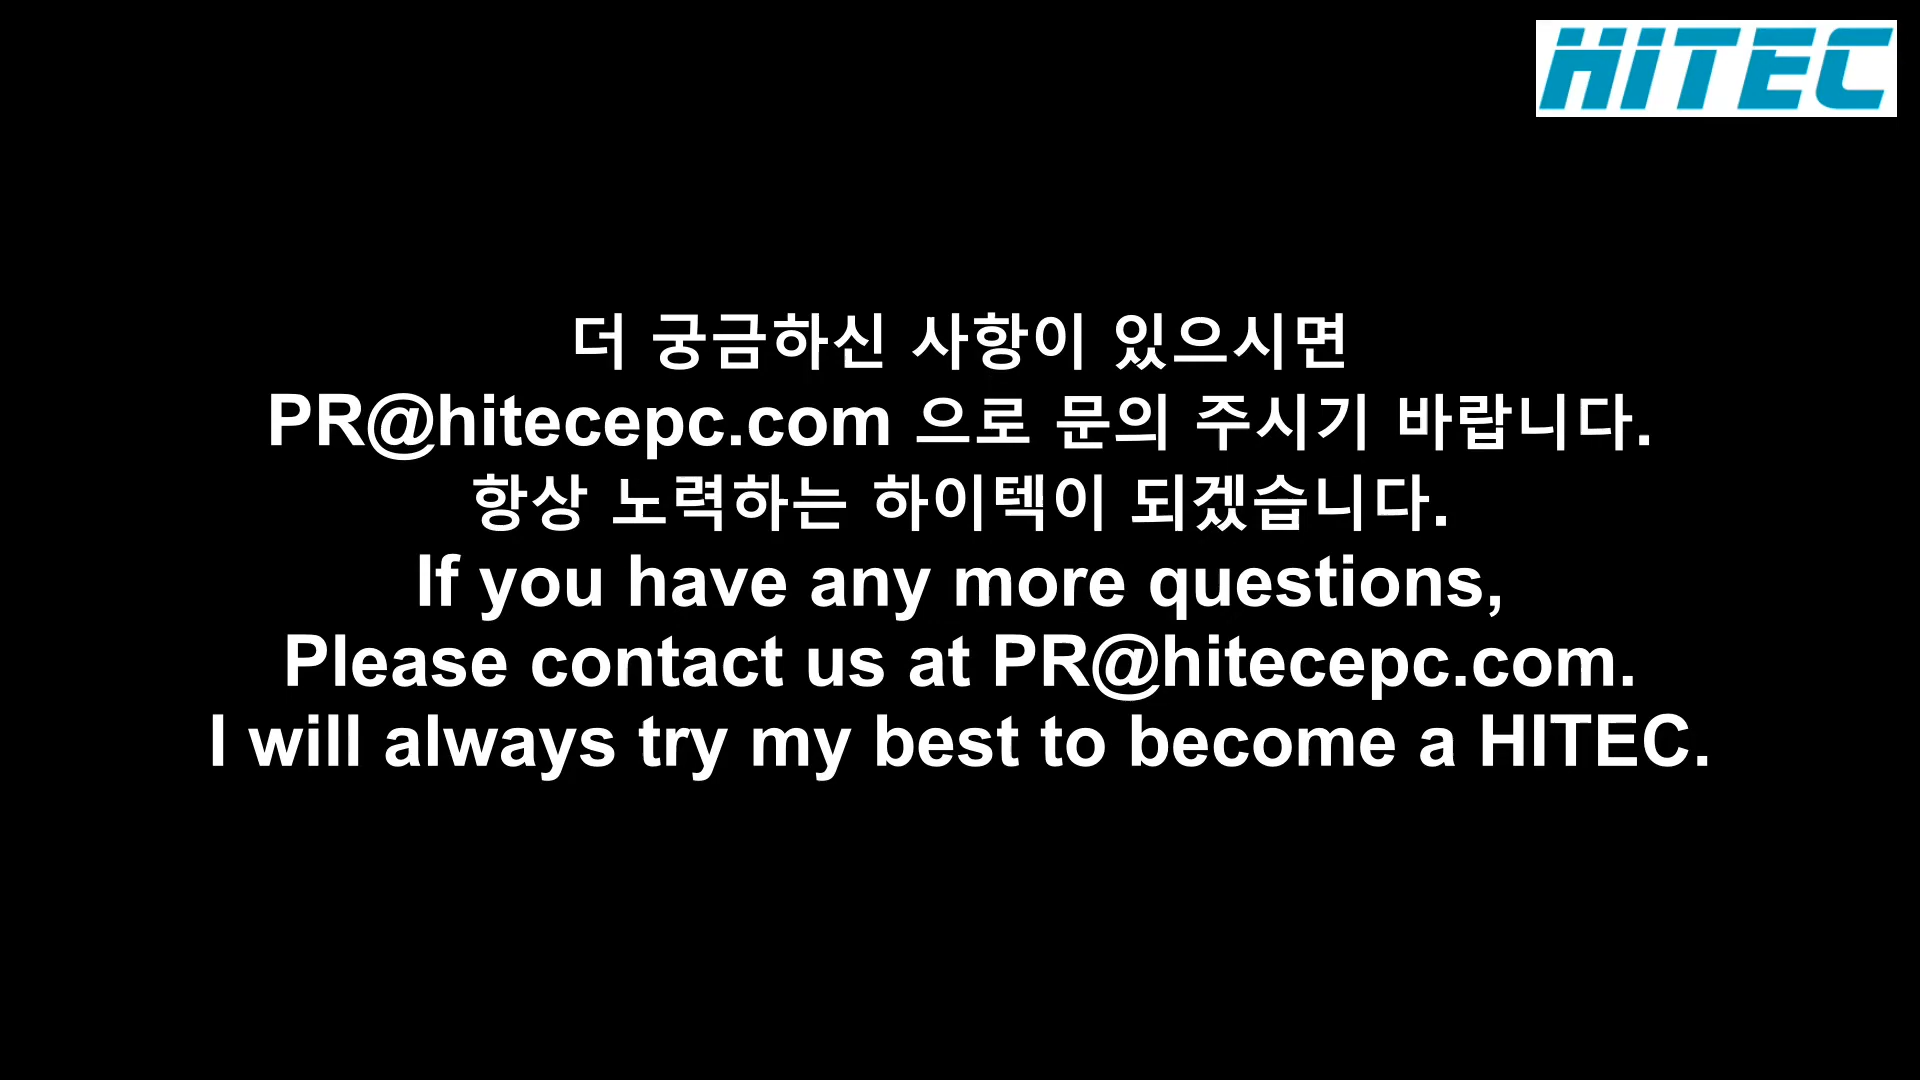 HiTEC
더 궁금하신 사항이 있으시면
PR@hitecepc.com 으로 문의 주시기 바랍니다.
항상 노력하는 하이텍이 되겠습니다.
If you have any more questions,
Please contact us at PR@hitecepc.com.
I will always try my best to become a HITEC.